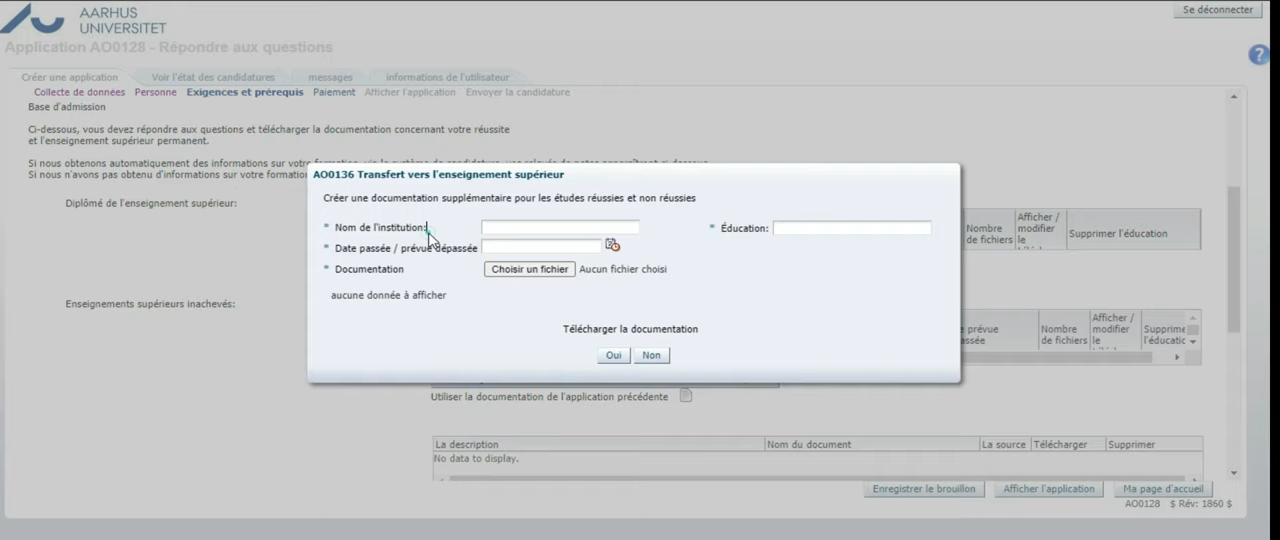 AARHUS
UNIVERSITET
Se déconnecter
Application AO0128 - Répondre aux questions
?
Créer une application Voir l'état des candidatures messages informations de l'utilisateur
Collecte de données Personne Exigences et prérequis Paiement Afficher l'application Envoyer la candidature
Base d'admission
Ci-dessous, vous devez répondre aux questions et télécharger la documentation concernant votre réussite
et l'enseignement supérieur permanent.
Si nous obtenons automatiquement des informations sur votre
Si nous n'avons pas obtenu d'informations sur votre formation
AO0136 Transfert vers l'enseignement supérieur
Créer une documentation supplémentaire pour les études réussies et non réussies
Diplômé de l'enseignement supérieur:
* Nom de l'institution: * Éducation:
* Date passée / prévue dépassée
* Documentation Choisir un fichier Aucun fichier choisi
aucune donnée à afficher
Télécharger la documentation
Oui Non
Nombre de fichiers Afficher / modifier le Supprimer l'éducation
Enseignements supérieurs inachevés:
prévue Nombre de fichiers Afficher / modifier le
Utiliser la documentation de l'application précédente
La description Nom du document La source Télécharger Supprimer
No data to display.
Enregistrer le brouillon Afficher l'application Ma page d'accueil
AO0128 $ Rév: 1860 $